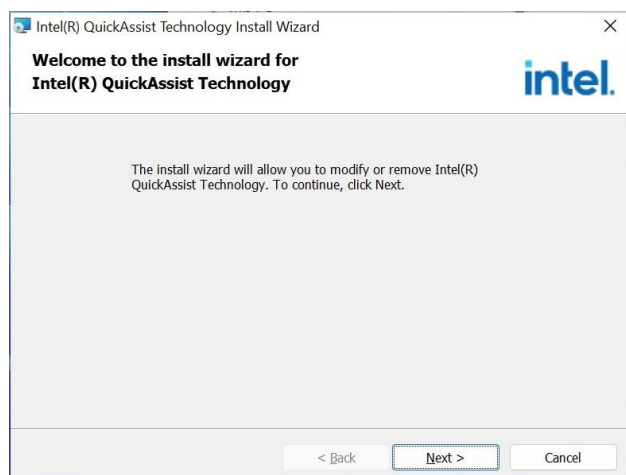 Intel(R) QuickAssist Technology Install Wizard
Welcome to the install wizard for
Intel(R) QuickAssist Technology
intel.
The install wizard will allow you to modify or remove Intel(R)
QuickAssist Technology. To continue, click Next.
< Back
Next >
Cancel